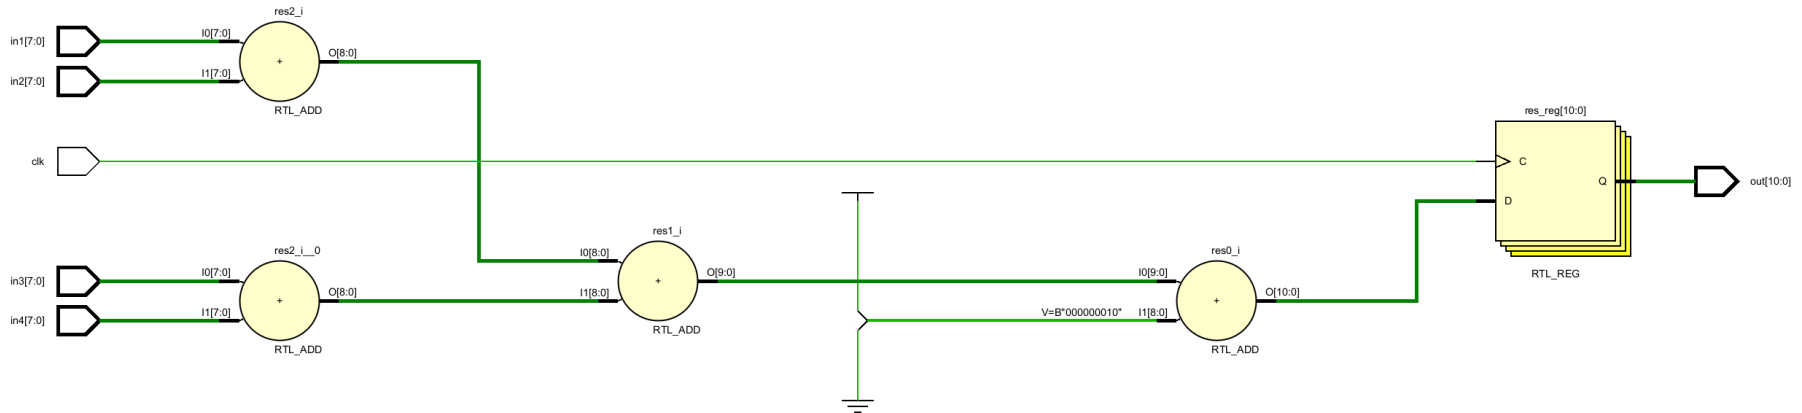 res2_i
in1[7:0]
I0[7:0]
+
O[8:0]
in2[7:0]
I1[7:0]
RTL_ADD
clk
res_reg[10:0]
C
Q
out[10:0]
D
RTL_REG
res2_i__0
in3[7:0]
I0[7:0]
+
O[8:0]
in4[7:0]
I1[7:0]
RTL_ADD
res1_i
I0[8:0]
+
O[9:0]
I1[8:0]
RTL_ADD
res0_i
I0[9:0]
+
O[10:0]
V=B"000000010" I1[8:0]
RTL_ADD